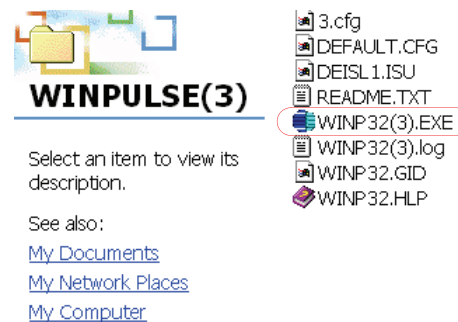 WINPULSE(3)
Select an item to view its
description.
See also:
My Documents
My Network Places
My Computer
3.cfg
DEFAULT.CFG
DEISL1.ISU
README.TXT
WINP32(3).EXE
WINP32(3).log
WINP32.GID
WINP32.HLP